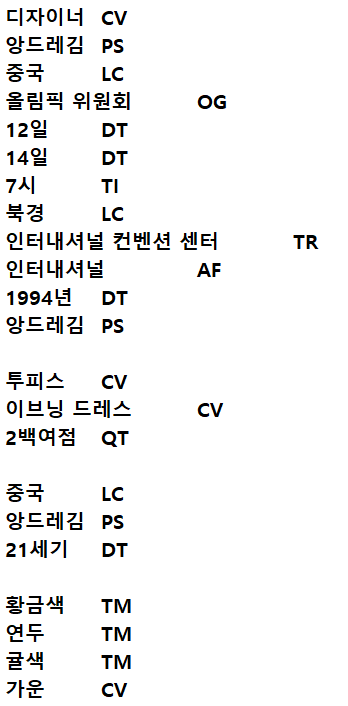 디자이너 CV
앙드레김 PS
중국 LC
올림픽 위원회 OG
12일 DT
14일 DT
7시 TI
북경 LC
인터내셔널 컨벤션 센터 TR
인터내셔널 AF
1994년 DT
앙드레김 PS
투피스 CV
이브닝 드레스 CV
2백여점 QT
중국 LC
앙드레김 PS
21세기 DT
황금색 TM
연두 TM
귤색 TM
가운 CV